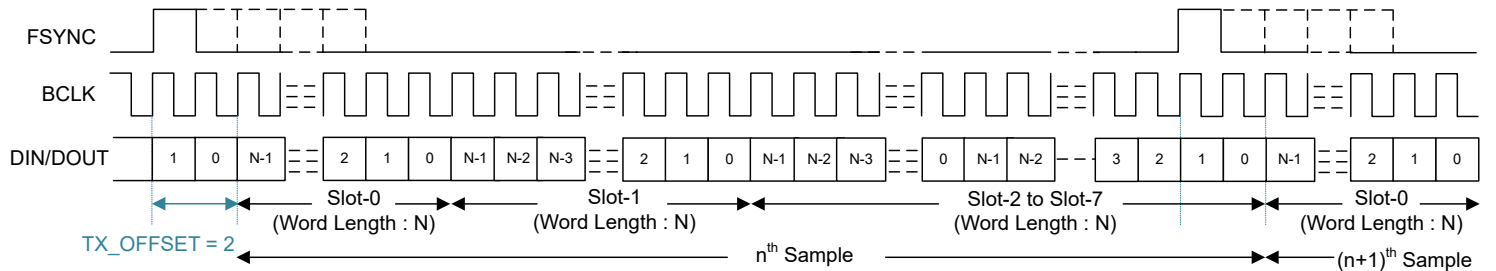 FSYNC
BCLK
DIN/DOUT 1 0 N-1 2 1 0 N-1 N-2 N-3 2 1 0 N-1 N-2 N-3 0 N-1 N-2 3 2 1 0 N-1 2 1 0
Slot-0 Slot-1 Slot-2 to Slot-7 Slot-0
(Word Length : N) (Word Length : N) (Word Length : N) (Word Length : N)
TX_OFFSET = 2 nth Sample (n+1)th Sample